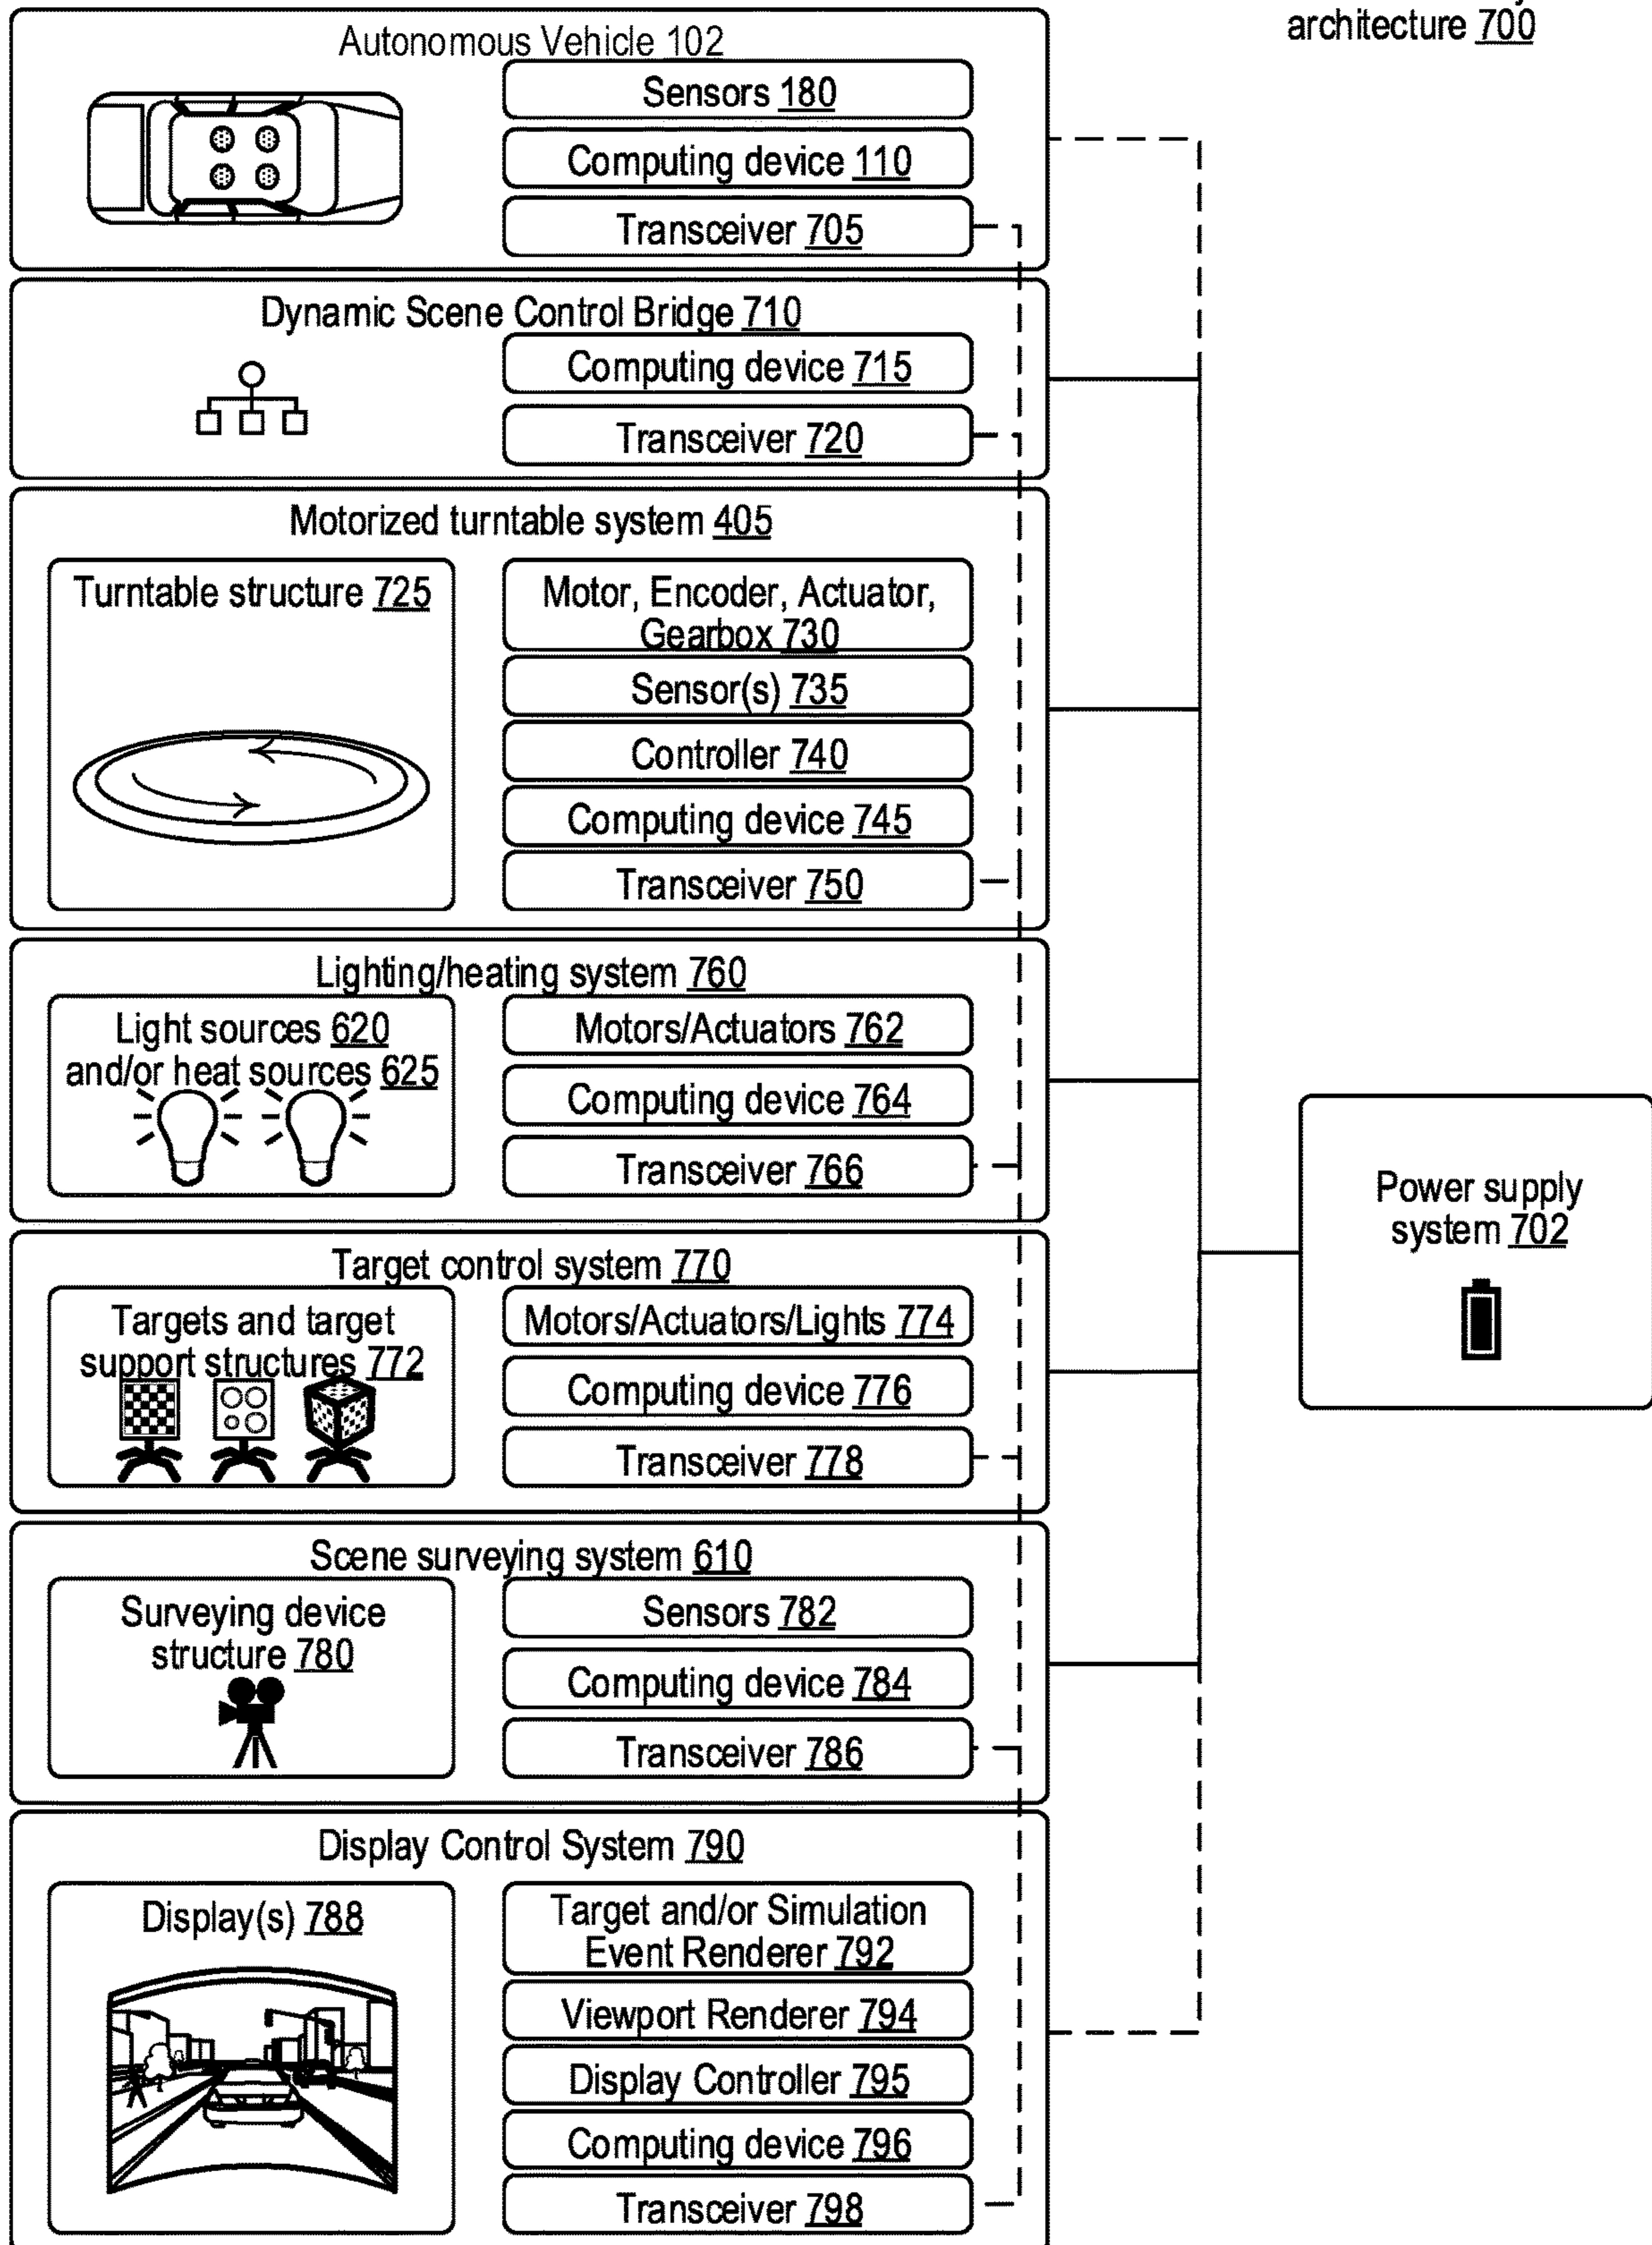 architecture 700
Autonomous Vehicle 102
Sensors 180
Computing device 110
Transceiver 705
Dynamic Scene Control Bridge 710
Computing device 715
Transceiver 720
Motorized turntable system 405
Turntable structure 725
Motor, Encoder, Actuator,
Gearbox 730
Sensor(s) 735
Controller 740
Computing device 745
Transceiver 750
Lighting/heating system 760
Light sources 620
and/or heat sources 625
Motors/Actuators 762
Computing device 764
Transceiver 766
Power supply
system 702
Target control system 770
Targets and target
support structures 772
Motors/Actuators/Lights 774
Computing device 776
Transceiver 778
Scene surveying system 610
Surveying device
structure 780
Sensors 782
Computing device 784
Transceiver 786
Display Control System 790
Display(s) 788
Target and/or Simulation
Event Renderer 792
Viewport Renderer 794
Display Controller 795
Computing device 796
Transceiver 798